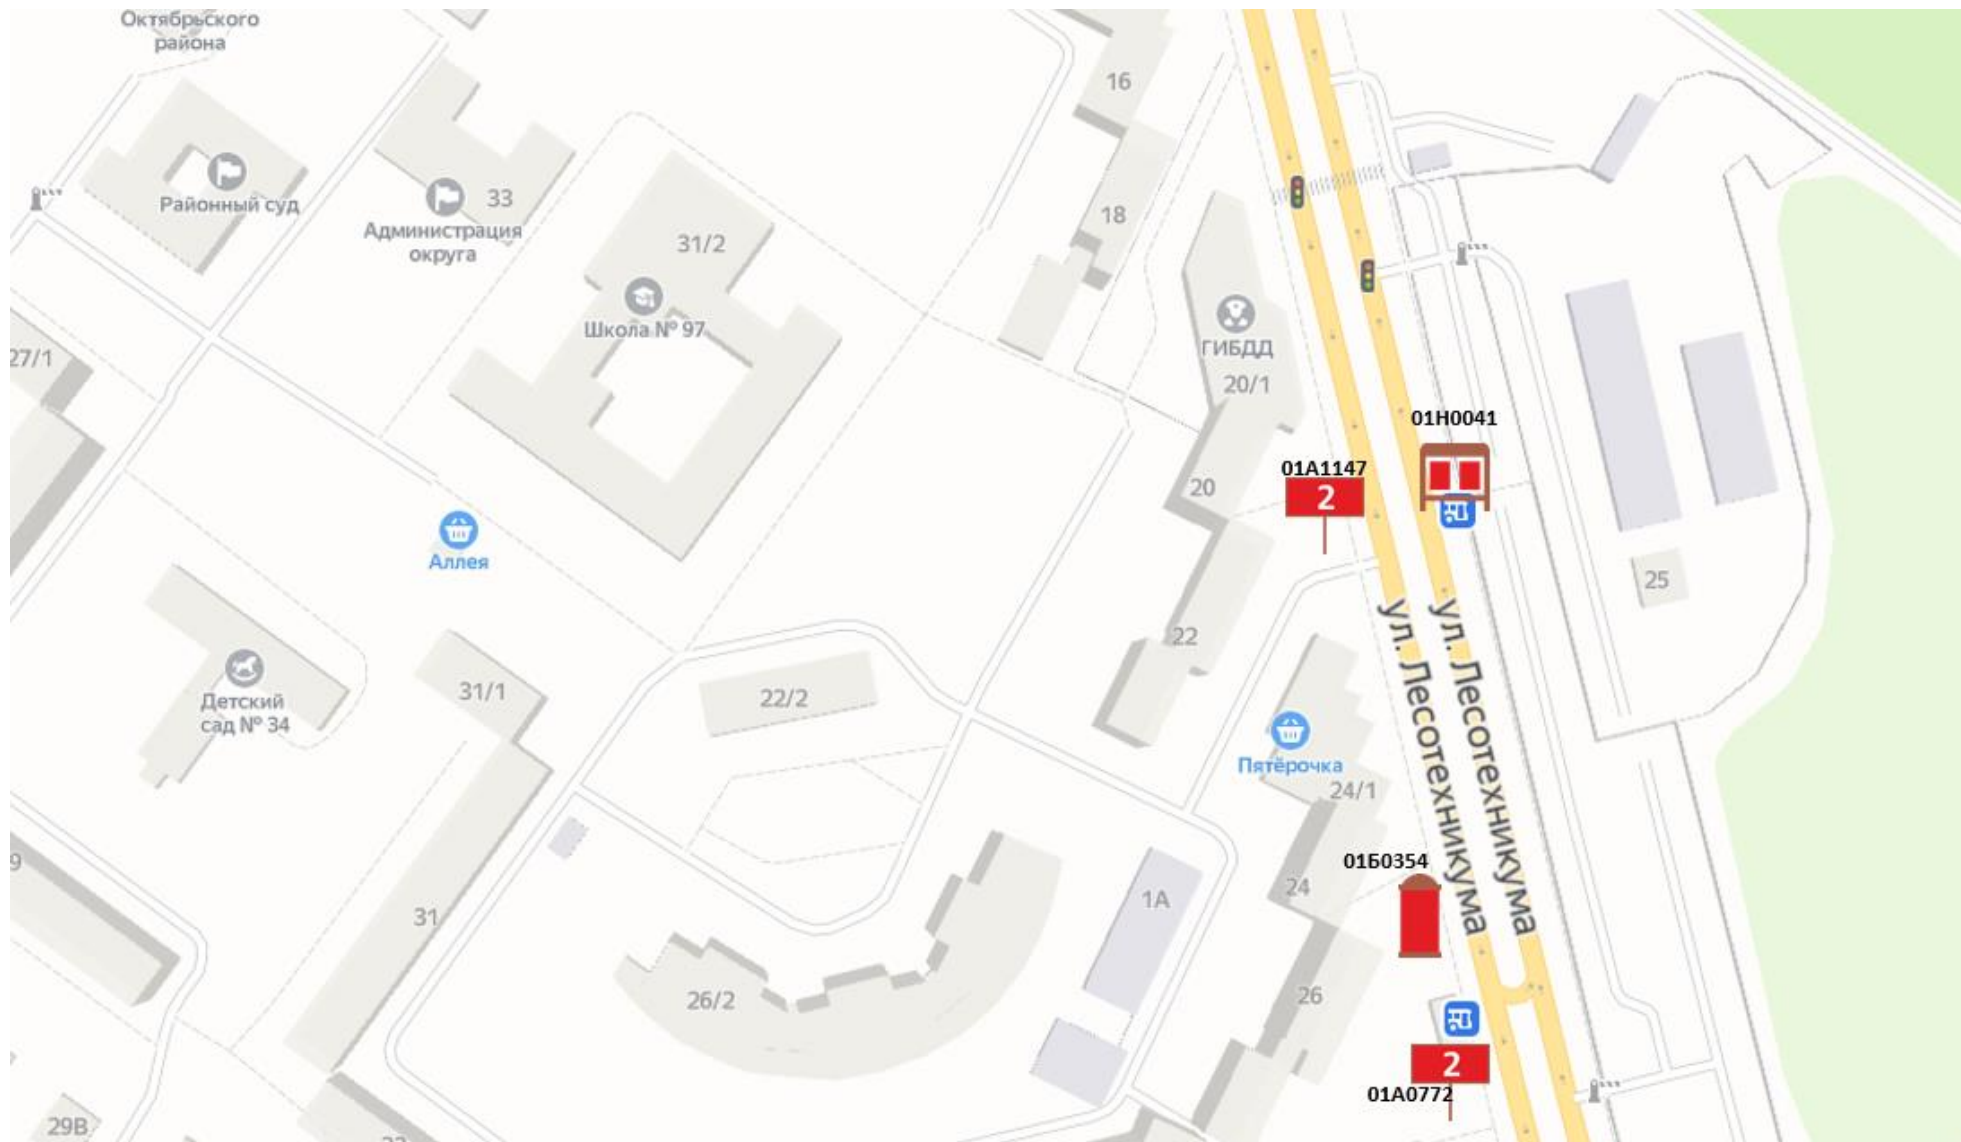 Октябрьского
района
16
Районный суд
33
Администрация
округа
31/2
18
Школа № 97
ГИБДД
20/1
27/1
01Н0041
01А1147
2
20
Аллея
25
22
ул. Лесотехникума
ул. Лесотехникума
Детский
сад № 34
31/1
22/2
Пятёрочка
24/1
01Б0354
9
31
1А
24
26/2
26
2
01А0772
29В